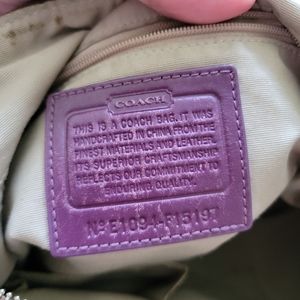 COACH
THIS IS A COACH BAG. IT WAS
HANDCRAFTED IN CHINA FROM THE
FINEST MATERIALS AND LEATHER.
ITS SUPERIOR CRAFTSMANSHIP
REFLECTS OUR COMMITMENT TO
ENDURING QUALITY.
Nº E1094-F15197